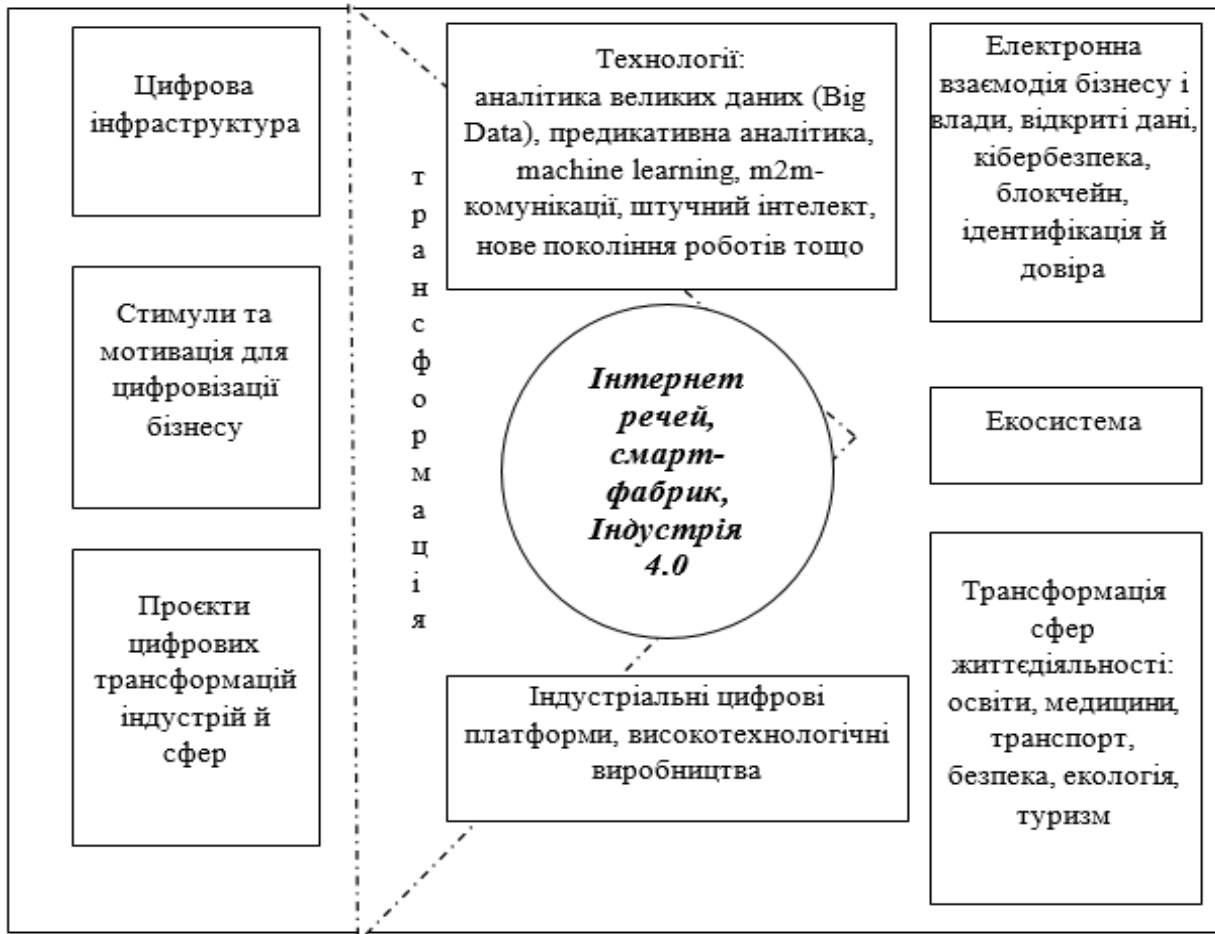 Цифрова
інфраструктура
Стимули та
мотивація для
цифровізації
бізнесу
Проєкти
цифрових
трансформацій
індустрій й
сфер
трансформація
Технології:
аналітика великих даних (Big
Data), предикативна аналітика,
machine learning, m2m-
комунікації, штучний інтелект,
нове покоління роботів тощо
Інтернет
речей,
смарт-
фабрик,
Індустрія
4.0
Індустріальні цифрові
платформи, високотехнологічні
виробництва
Електронна
взаємодія бізнесу і
влади, відкриті дані,
кібербезпека,
блокчейн,
ідентифікація й
довіра
Екосистема
Трансформація
сфер
життєдіяльності:
освіти, медицини,
транспорт,
безпека, екологія,
туризм